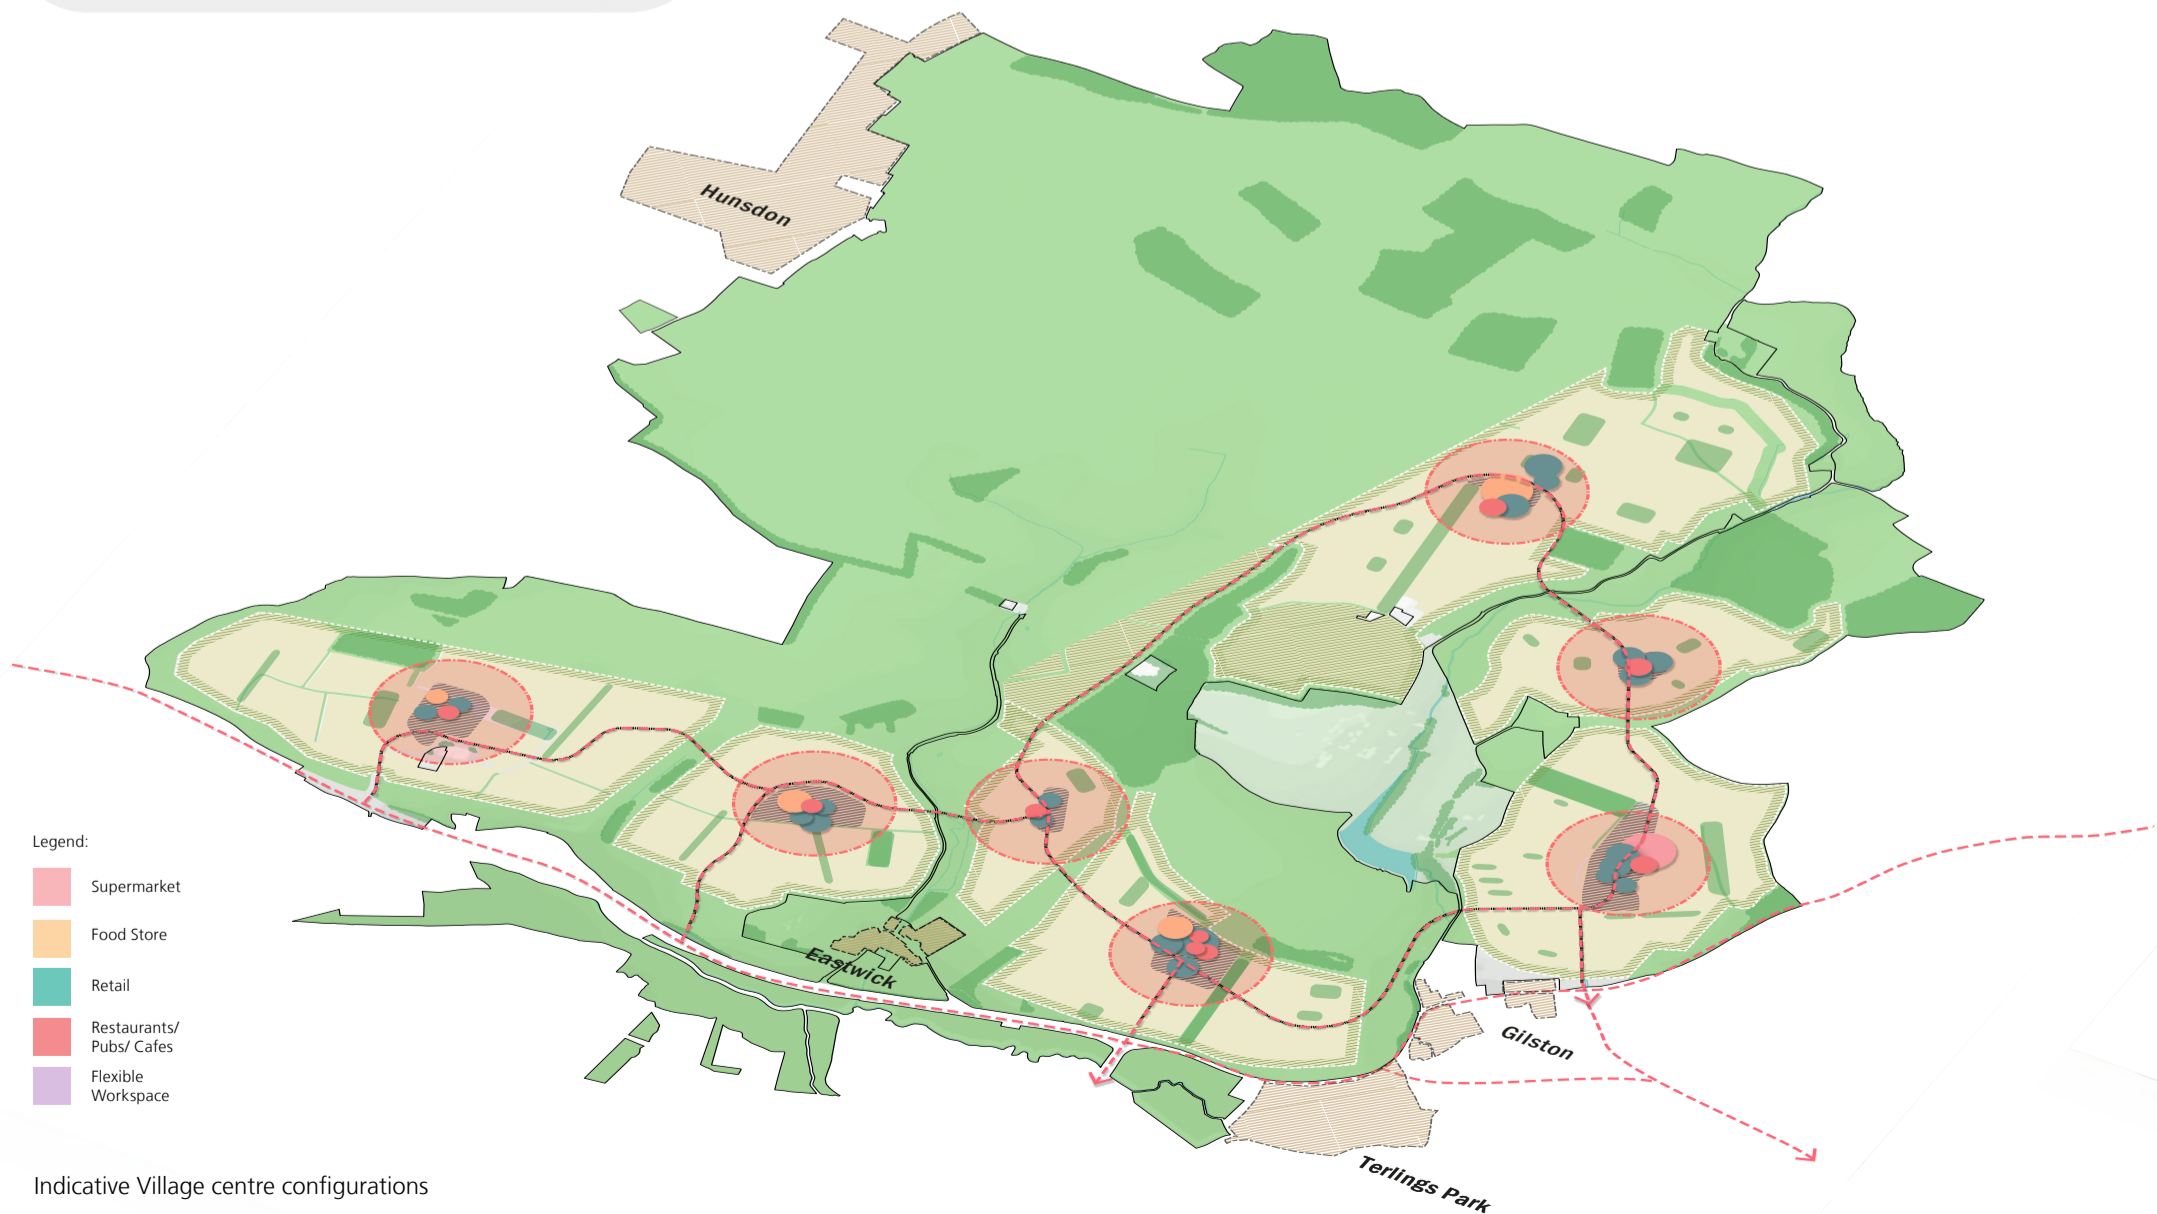 Hunsdon
Eastwick
Gilston
Terlings Park
Legend:
Supermarket
Food Store
Retail
Restaurants/
Pubs/ Cafes
Flexible
Workspace
Indicative Village centre configurations